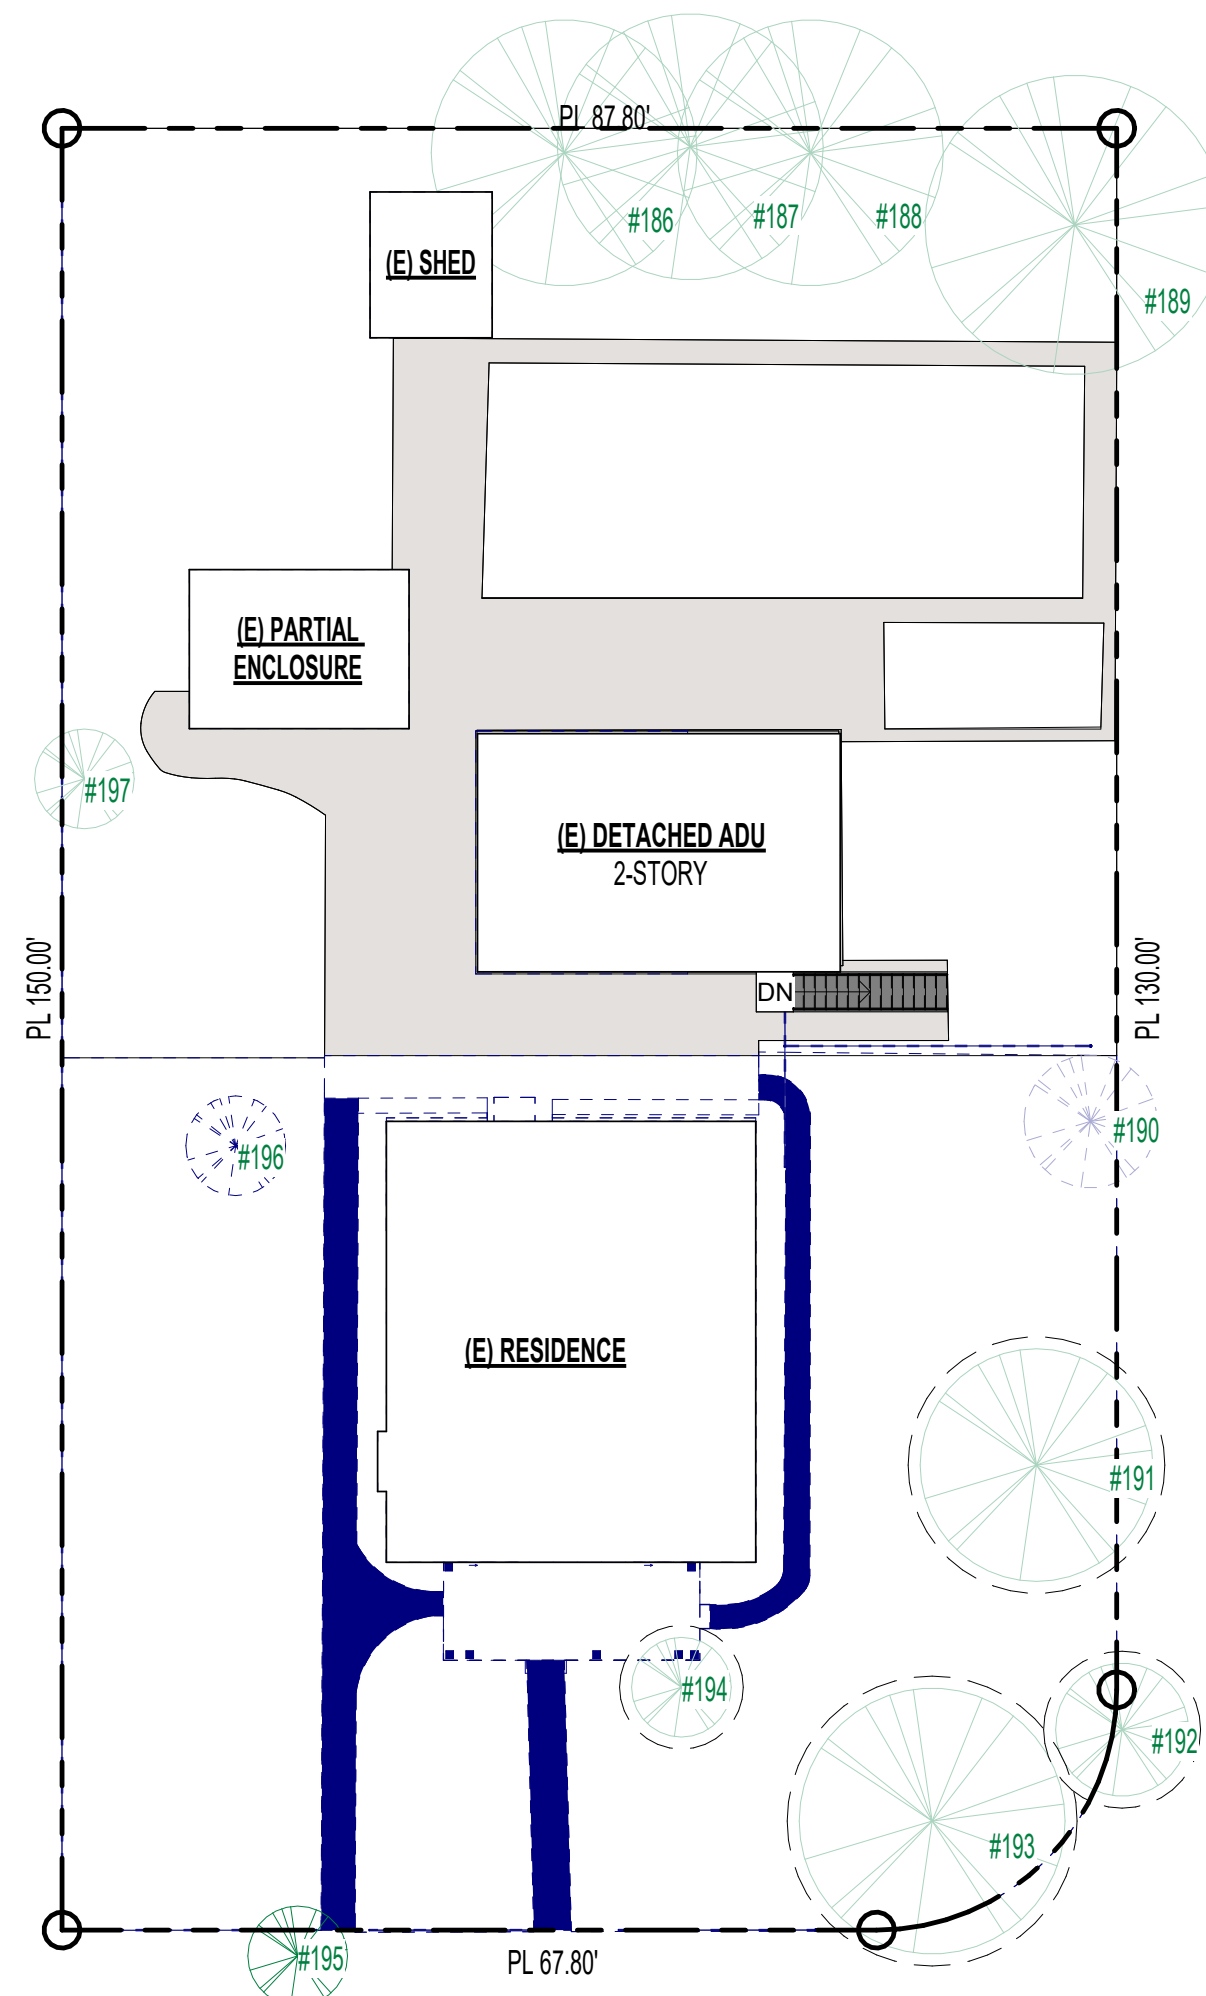 PL 87.80'
#186
#187
#188
(E) SHED
#189
(E) PARTIAL
ENCLOSURE
#197
(E) DETACHED ADU
2-STORY
PL 150.00'
PL 130.00'
DN
#196
#190
(E) RESIDENCE
#191
#194
#192
#193
#195
PL 67.80'